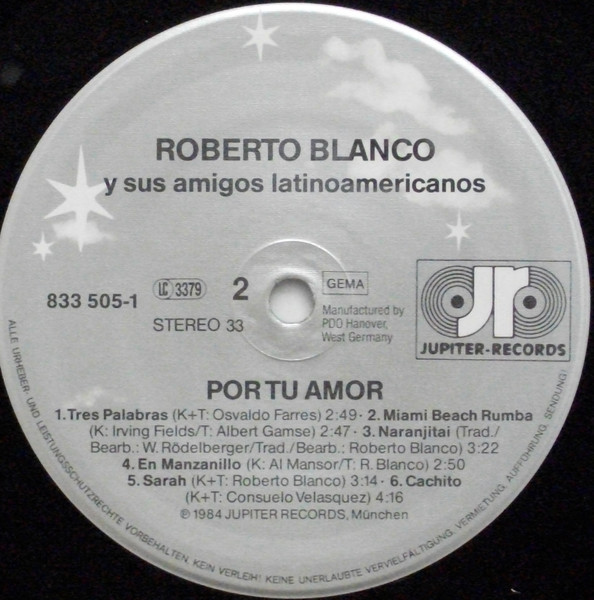 ROBERTO BLANCO
y sus amigos latinoamericanos
833 505-1
LC 3379
2
STEREO 33
GEMA
Manufactured by
PDO Hanover,
West Germany
jr
JUPITER-RECORDS
POR TU AMOR
1. Tres Palabras (K+T: Osvaldo Farres) 2:49 · 2. Miami Beach Rumba
(K: Irving Fields/T: Albert Gamse) 2:47 · 3. Naranjitai (Trad./
Bearb.: W. Rödelberger/Trad./Bearb.: Roberto Blanco) 3:22
4. En Manzanillo (K: Al Mansor/T: R. Blanco) 2:50
5. Sarah (K+T: Roberto Blanco) 3:14 · 6. Cachito
(K+T: Consuelo Velasquez) 4:16
℗ 1984 JUPITER RECORDS, München
ALLE URHEBER- UND LEISTUNGSSCHUTZRECHTE VORBEHALTEN. KEIN VERLEIH! KEINE UNERLAUBTE VERVIELFÄLTIGUNG, VERMIETUNG, AUFFÜHRUNG, SENDUNG!